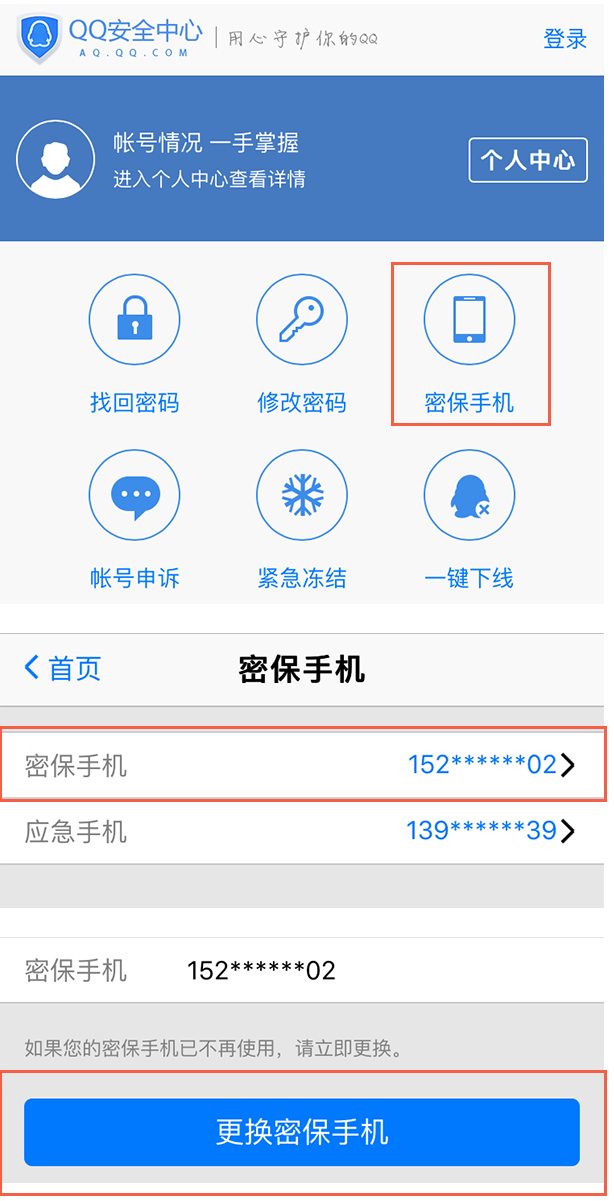 QQ安全中心
AQ.QQ.COM
用心守护你的QQ
登录
帐号情况 一手掌握
进入个人中心查看详情
个人中心
找回密码
修改密码
密保手机
帐号申诉
紧急冻结
一键下线
首页
密保手机
密保手机 152******02
应急手机 139******39
密保手机 152******02
如果您的密保手机已不再使用，请立即更换。
更换密保手机